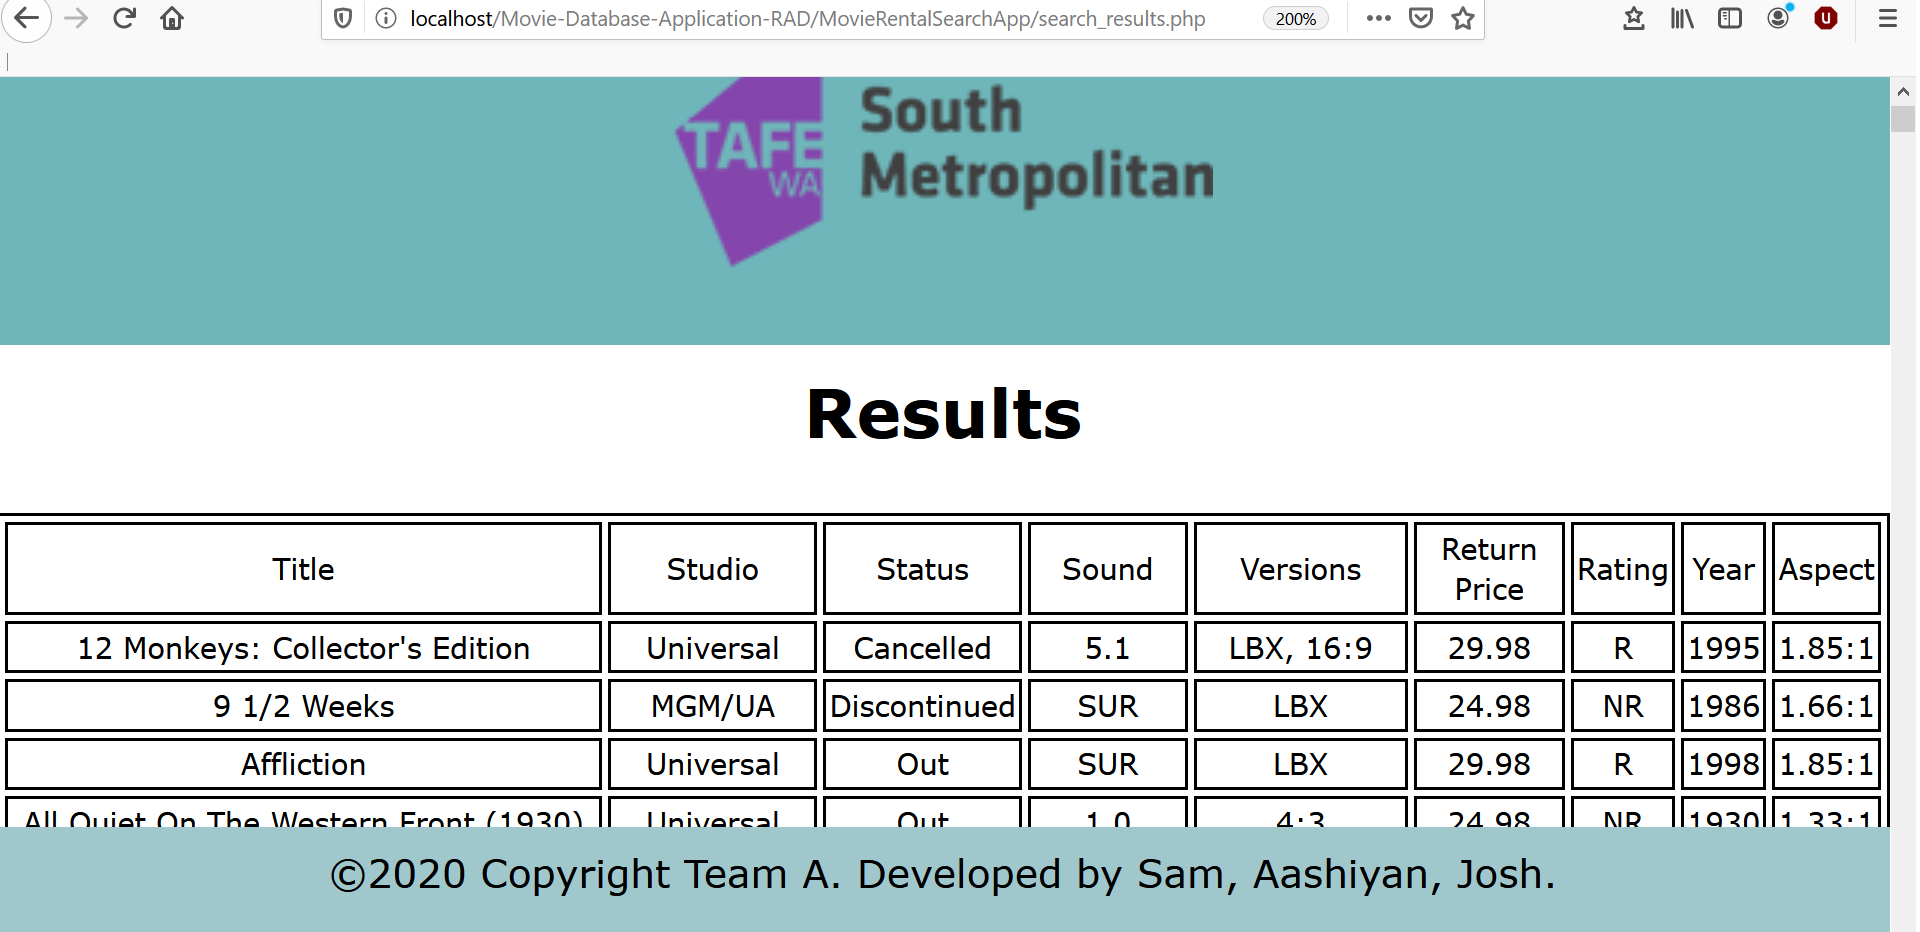 localhost/Movie-Database-Application-RAD/MovieRentalSearchApp/search_results.php 200%
TAFE
WA
South
Metropolitan
Results
Title Studio Status Sound Versions Return Price Rating Year Aspect
12 Monkeys: Collector's Edition Universal Cancelled 5.1 LBX, 16:9 29.98 R 1995 1.85:1
9 1/2 Weeks MGM/UA Discontinued SUR LBX 24.98 NR 1986 1.66:1
Affliction Universal Out SUR LBX 29.98 R 1998 1.85:1
All Quiet On The Western Front (1930) Universal Out 1.0 4:3 24.98 NR 1930 1.33:1
©2020 Copyright Team A. Developed by Sam, Aashiyan, Josh.